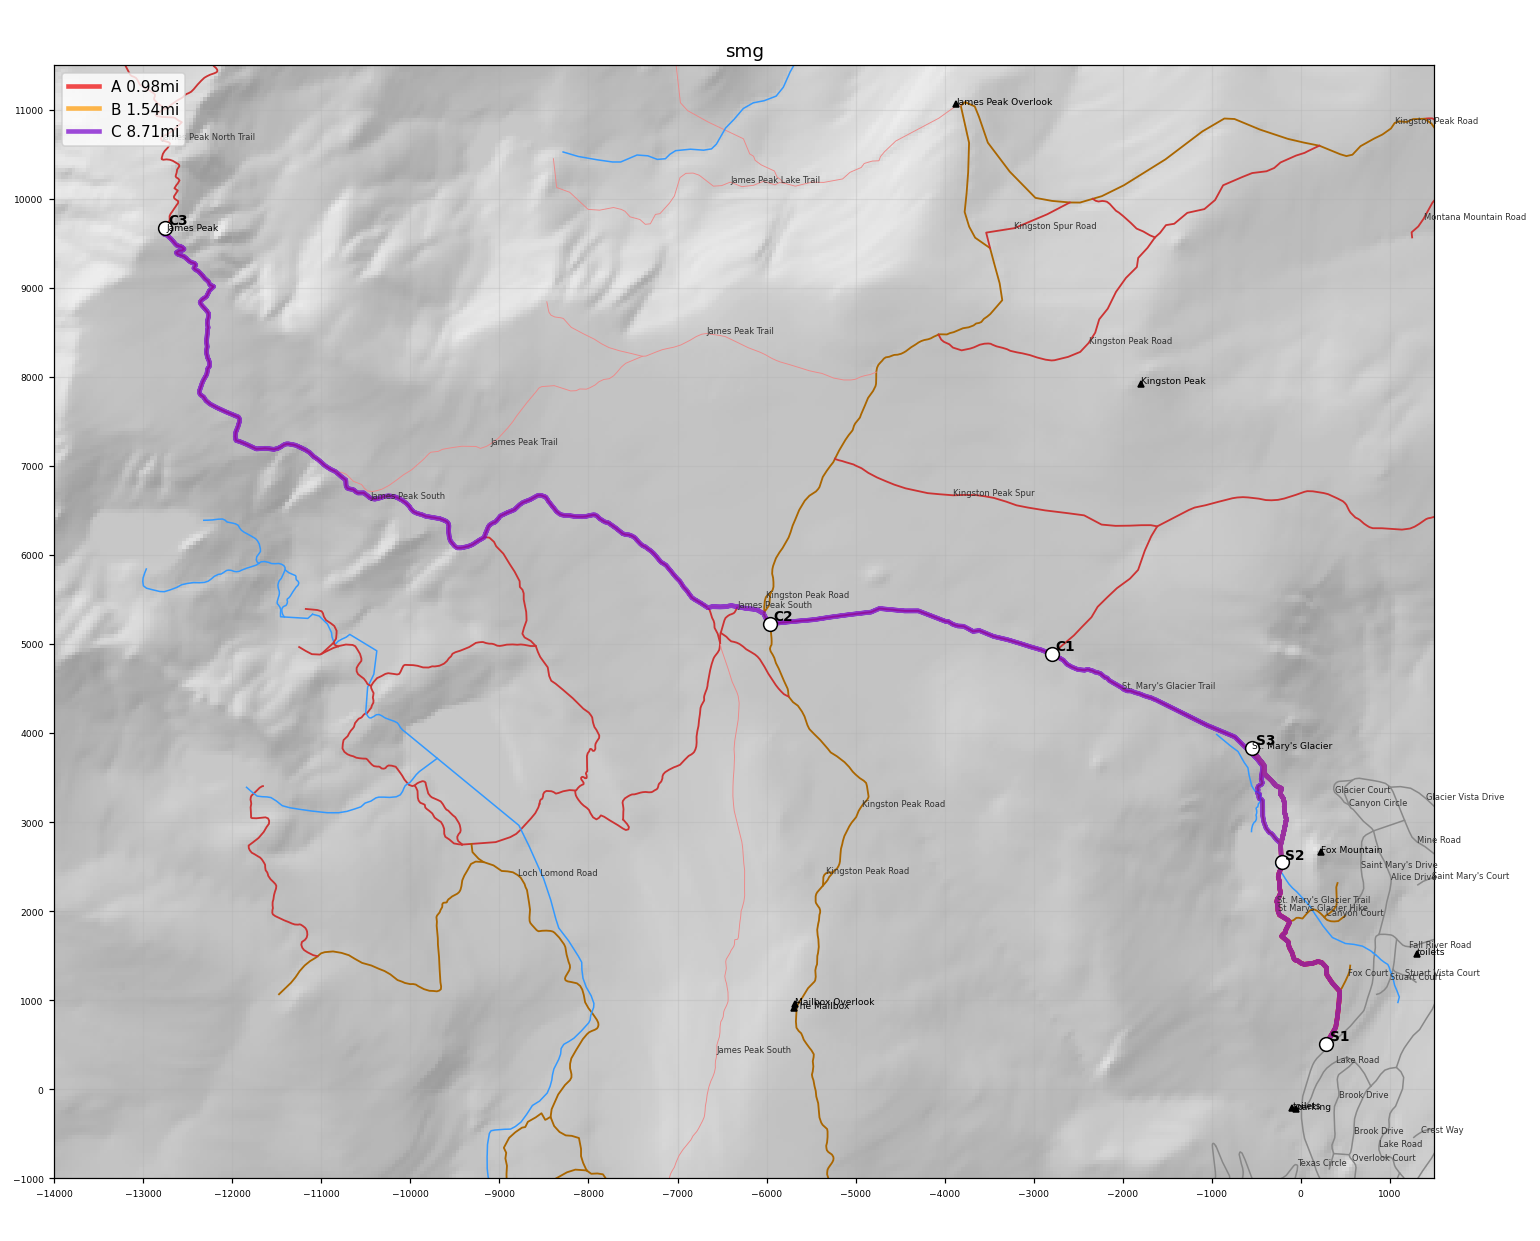 smg
A 0.98mi
B 1.54mi
C 8.71mi
Peak North Trail
C3
James Peak
James Peak Overlook
Kingston Peak Road
James Peak Lake Trail
Montana Mountain Road
Kingston Spur Road
James Peak Trail
Kingston Peak Road
Kingston Peak
James Peak Trail
James Peak South
Kingston Peak Spur
Kingston Peak Road
James Peak South
C2
C1
St. Mary's Glacier Trail
S3
St. Mary's Glacier
Glacier Court
Glacier Vista Drive
Canyon Circle
Kingston Peak Road
Mine Road
Fox Mountain
S2
Saint Mary's Drive
Kingston Peak Road
Loch Lomond Road
Alice Drive
Saint Mary's Court
St. Mary's Glacier Trail
St Marys Glacier Hike
Canyon Court
Fall River Road
toilets
Fox Court
Stuart Vista Court
Stuart Court
Mailbox Overlook
The Mailbox
S1
James Peak South
Lake Road
Brook Drive
toilets
parking
Brook Drive
Crest Way
Lake Road
Overlook Court
Texas Circle
11000
10000
9000
8000
7000
6000
5000
4000
3000
2000
1000
0
−1000
−14000 −13000 −12000 −11000 −10000 −9000 −8000 −7000 −6000 −5000 −4000 −3000 −2000 −1000 0 1000